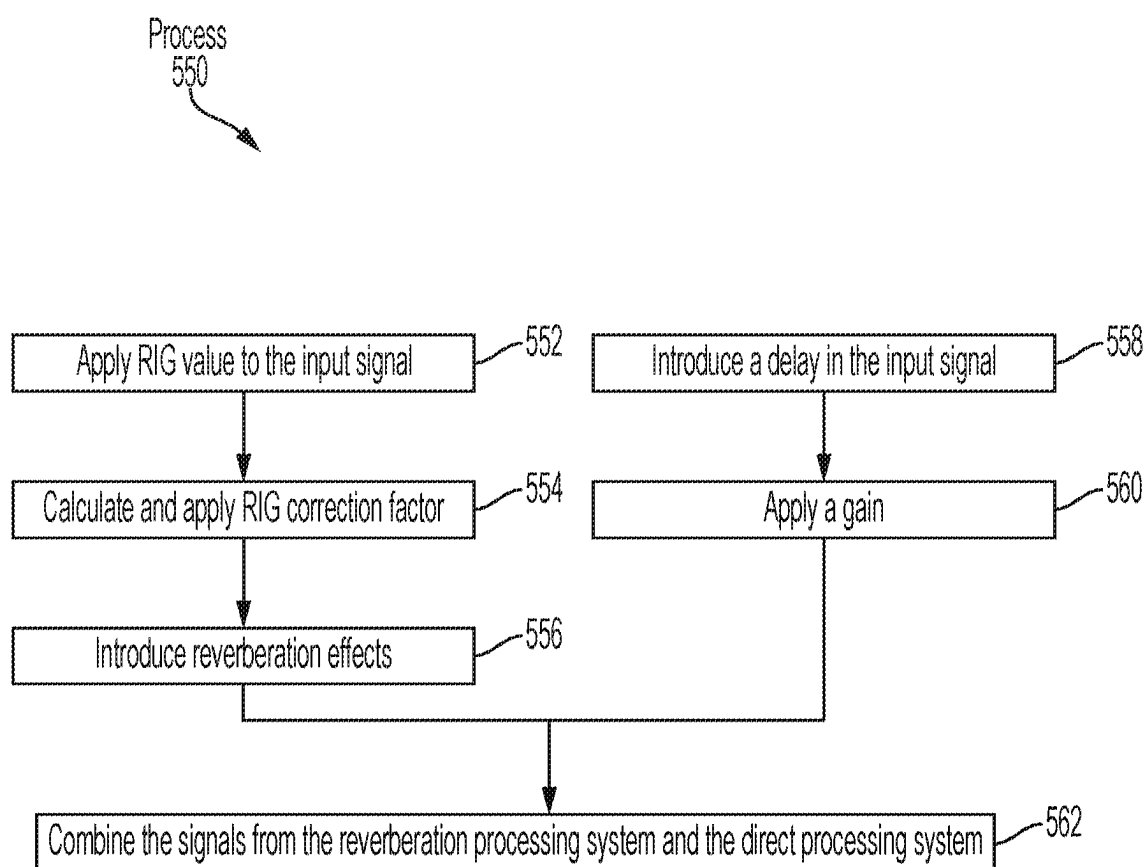 Process
550
Apply RIG value to the input signal
552
Introduce a delay in the input signal
558
Calculate and apply RIG correction factor
554
Apply a gain
560
Introduce reverberation effects
556
Combine the signals from the reverberation processing system and the direct processing system
562